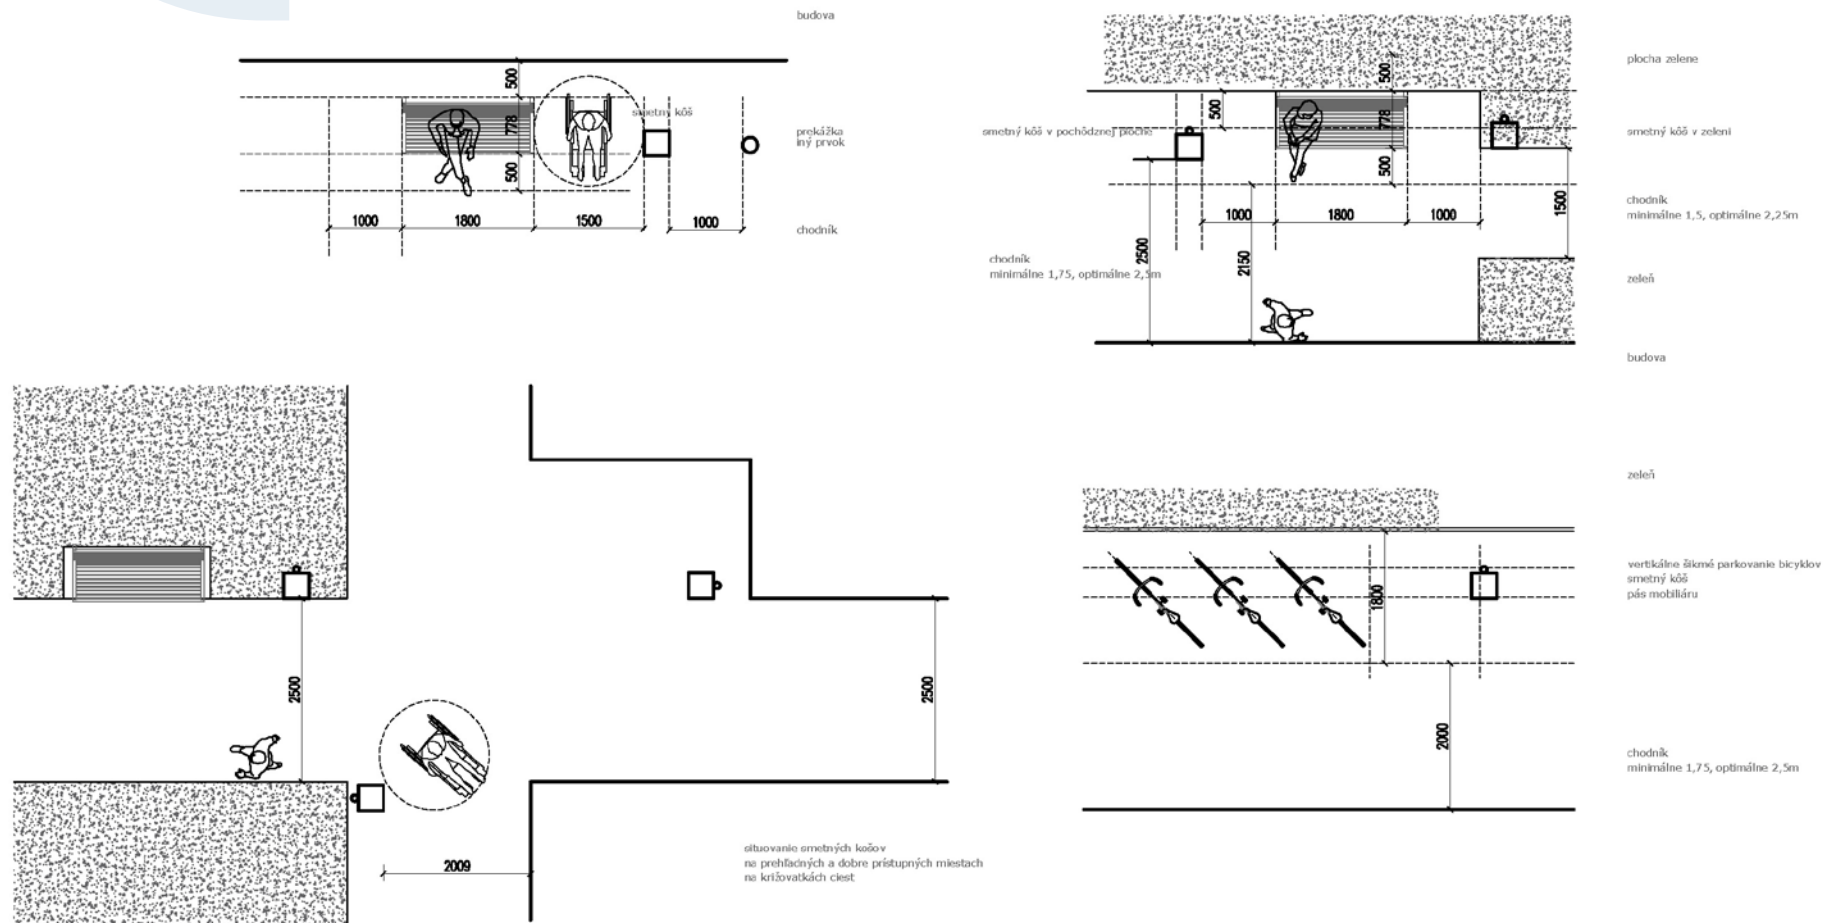 budova
500
smetný kôš
778
prekážka
iný prvok
500
1000
1800
1500
1000
chodník
plocha zelene
500
500
smetný kôš v pochôdznej ploche
778
smetný kôš v zeleni
500
1500
chodník
minimálne 1,5, optimálne 2,25m
1000
1800
1000
2500
2150
chodník
minimálne 1,75, optimálne 2,5m
zeleň
budova
2500
2500
2009
situovanie smetných košov
na prehľadných a dobre prístupných miestach
na križovatkách ciest
zeleň
vertikálne šikmé parkovanie bicyklov
smetný kôš
pás mobiliáru
1800
2000
chodník
minimálne 1,75, optimálne 2,5m